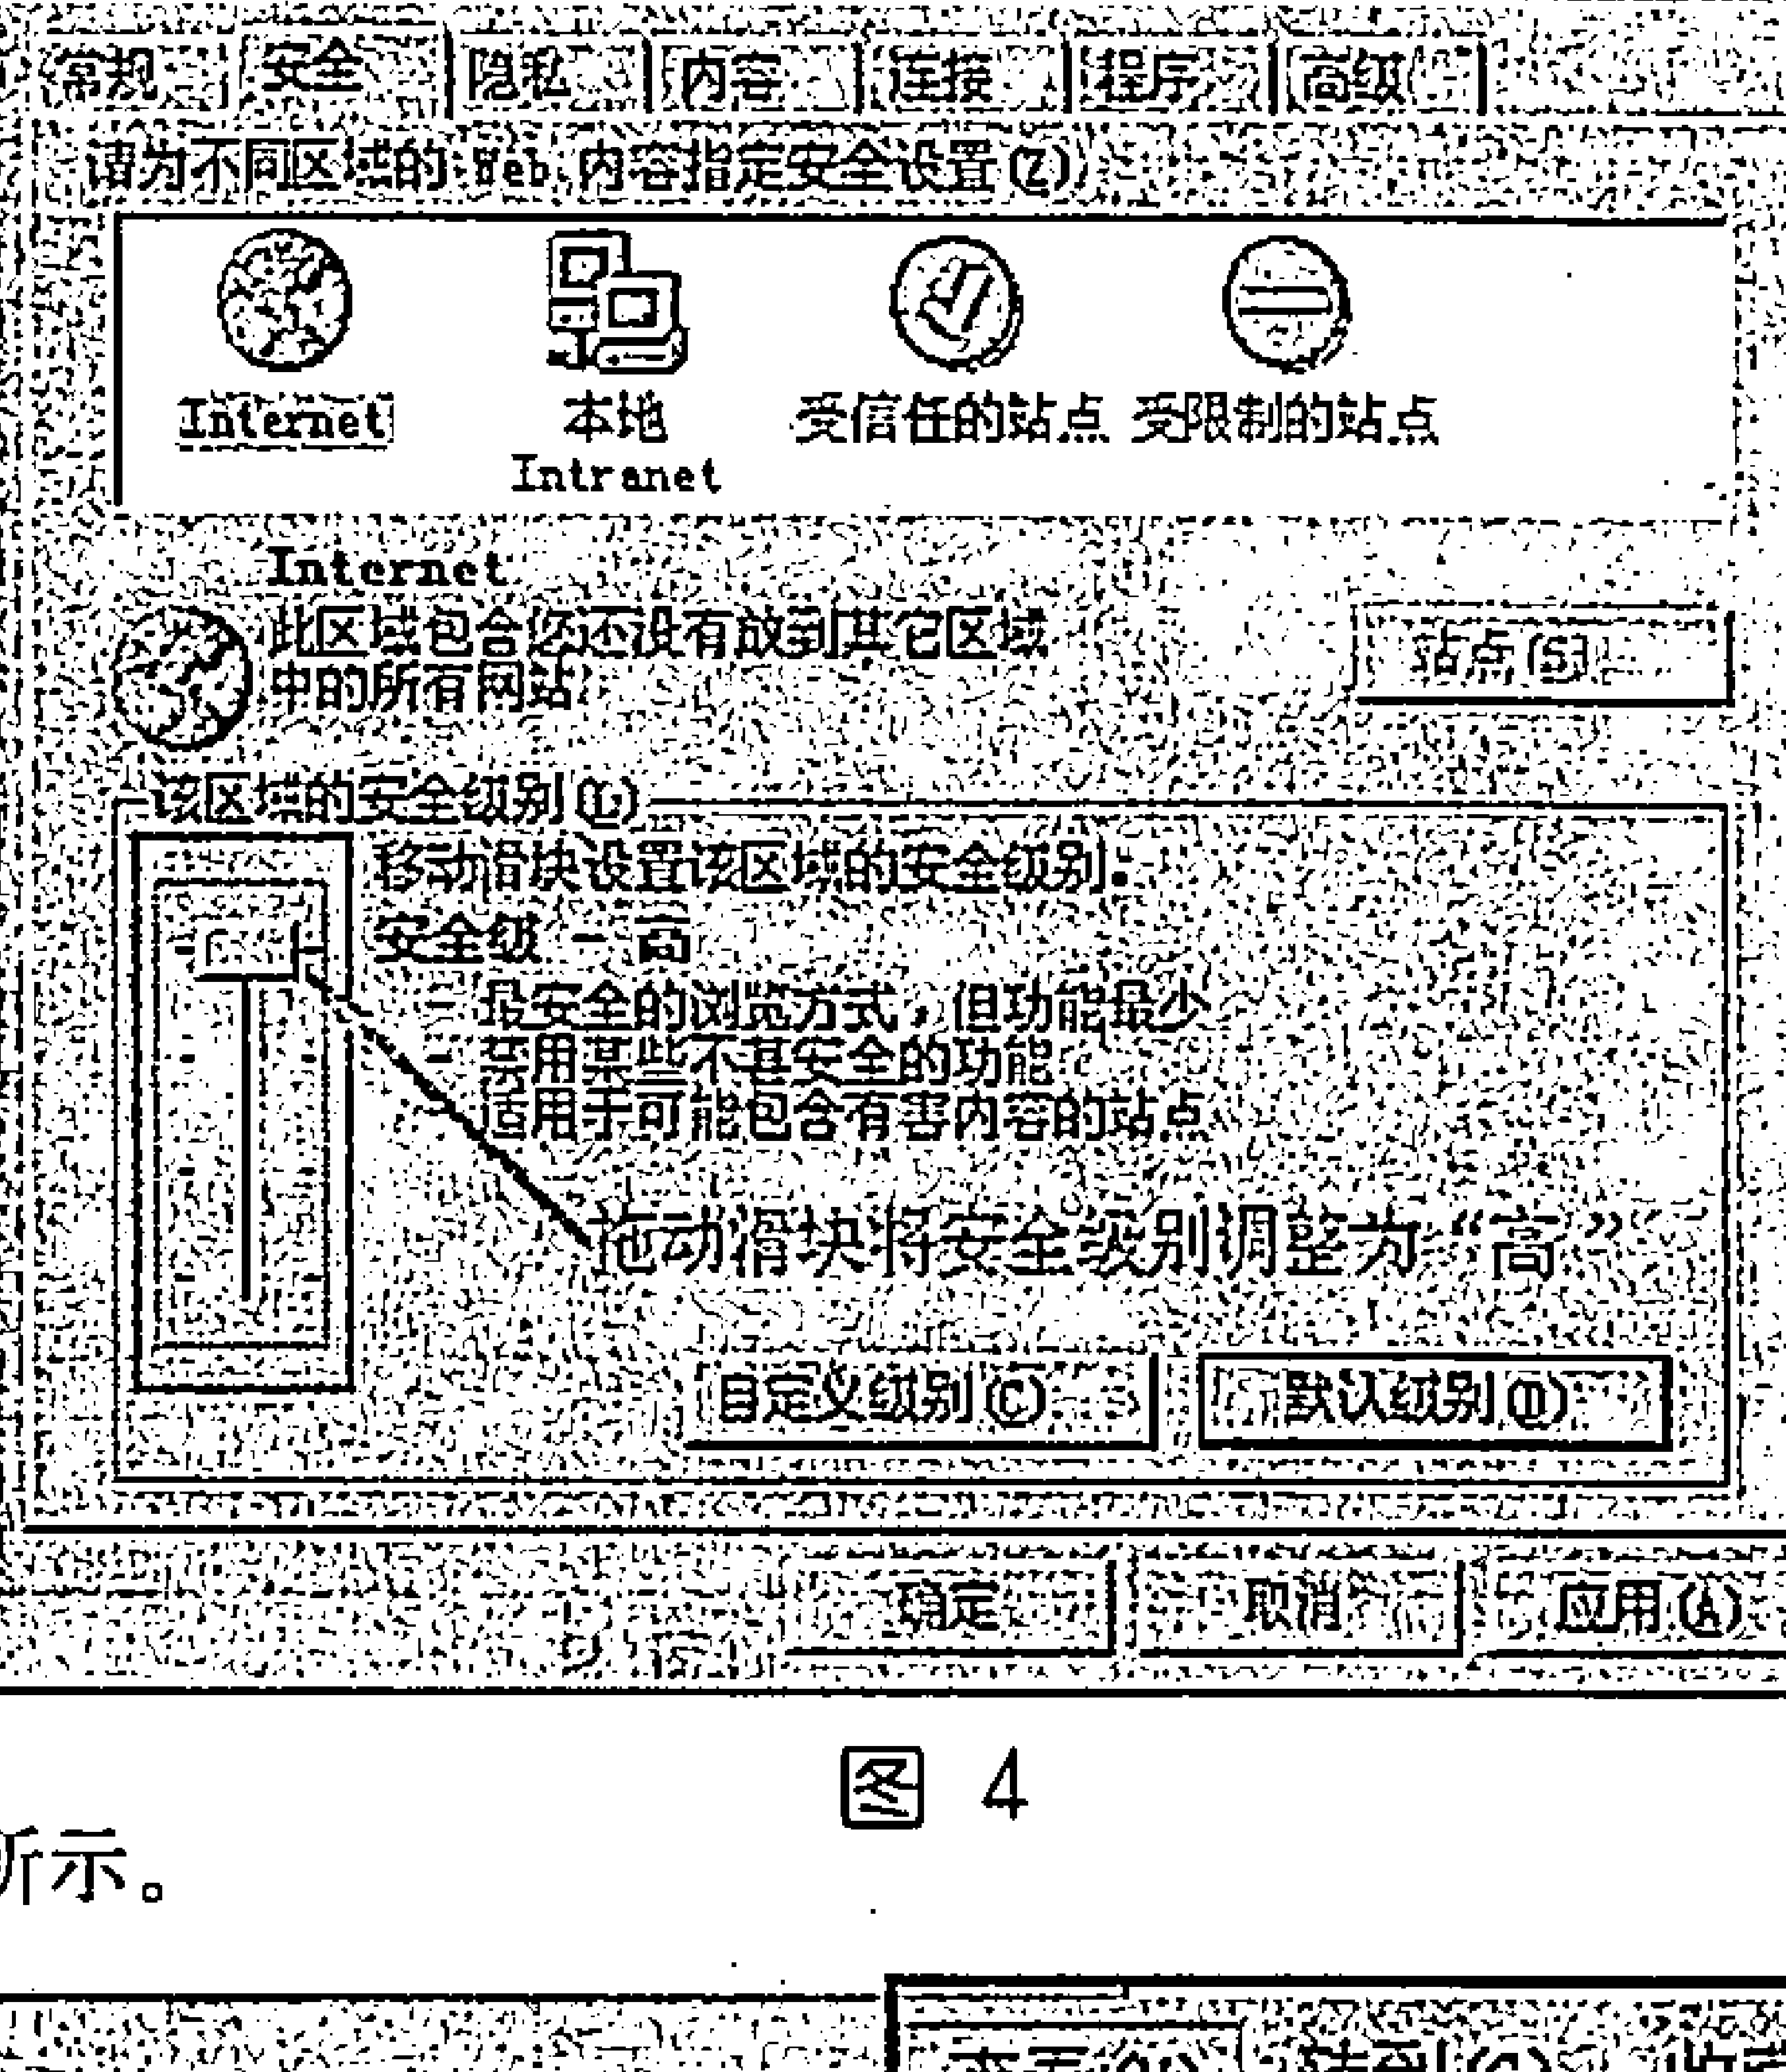 常规 安全 隐私 内容 连接 程序 高级
请为不同区域的 Web 内容指定安全设置(Z)
Internet 本地 受信任的站点 受限制的站点
Intranet
Internet
此区域包含您还没有放到其它区域
中的所有网站
站点(S)
该区域的安全级别(L)
移动滑块设置该区域的安全级别.
安全级 - 高
- 最安全的浏览方式,但功能最少
- 禁用某些不甚安全的功能
- 适用于可能包含有害内容的站点
拖动滑块将安全级别调整为“高”
自定义级别(C) 默认级别(D)
确定 取消 应用(A)
图 4
所示。